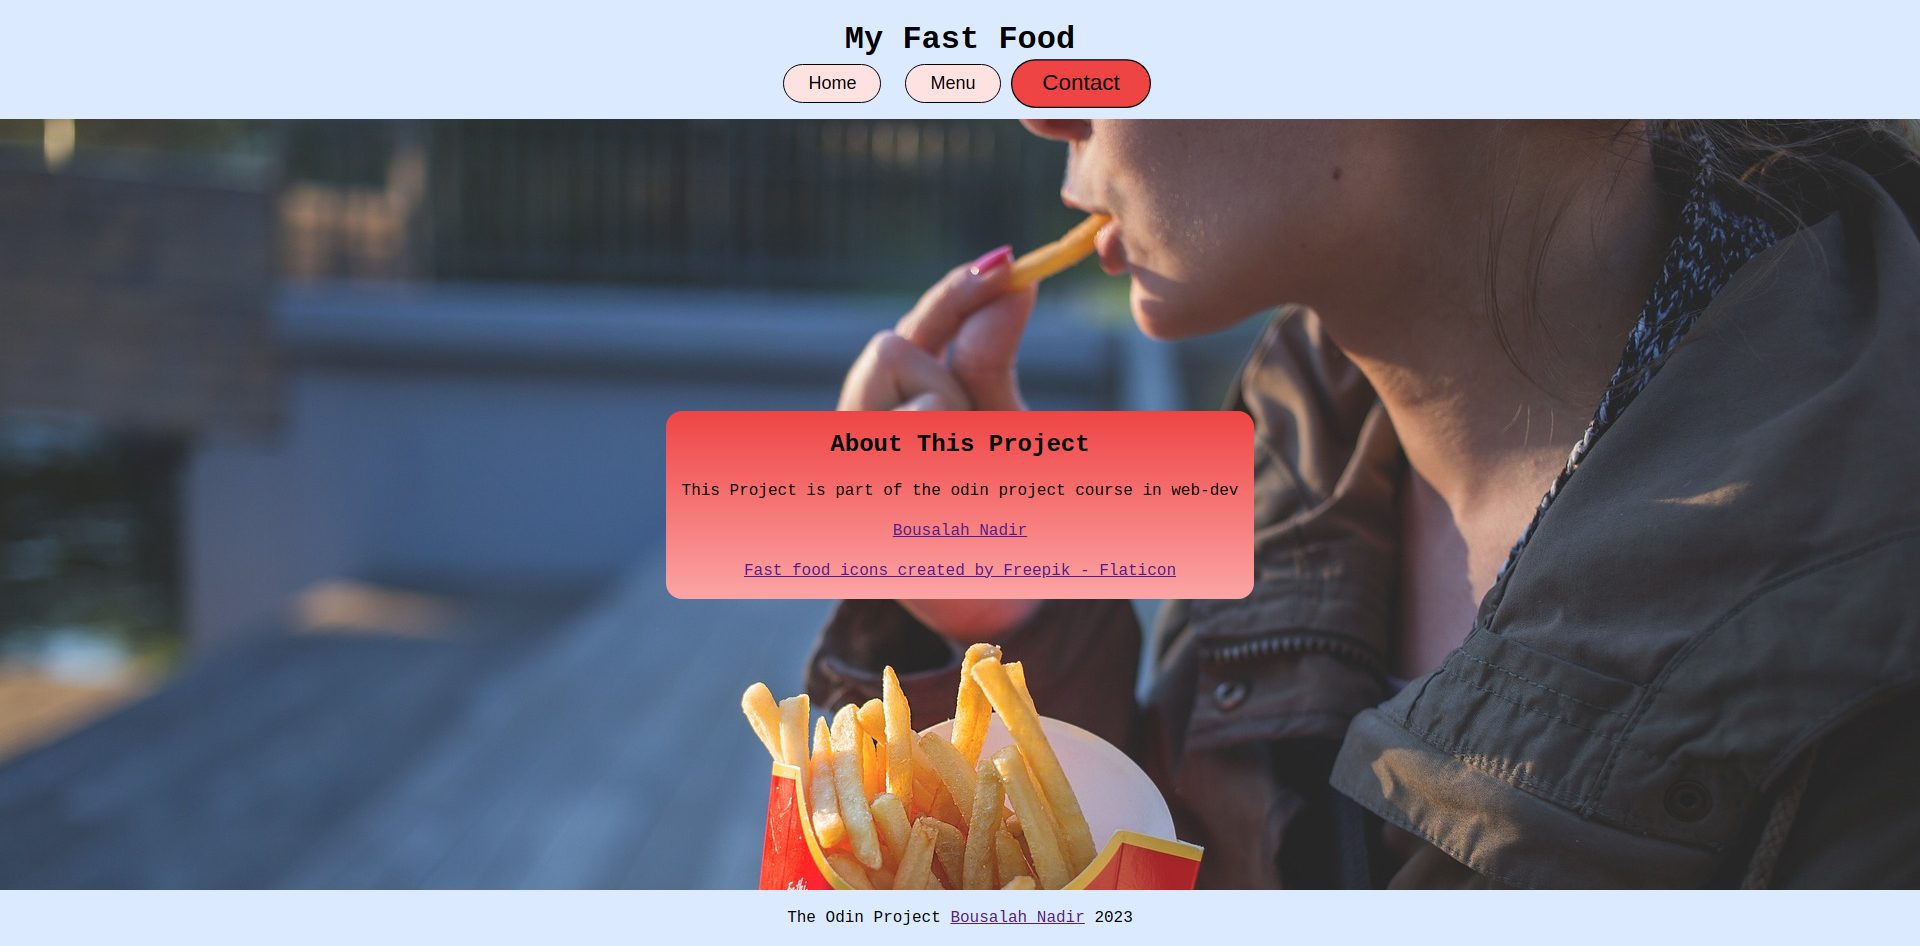 My Fast Food
Home Menu Contact
About This Project
This Project is part of the odin project course in web-dev
Bousalah Nadir
Fast food icons created by Freepik - Flaticon
The Odin Project Bousalah Nadir 2023